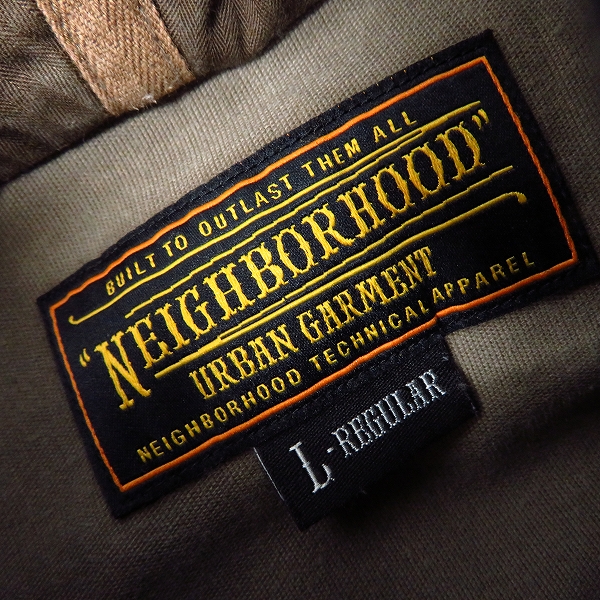 BUILT TO OUTLAST THEM ALL
"NEIGHBORHOOD"
URBAN GARMENT
NEIGHBORHOOD TECHNICAL APPAREL
L-REGULAR